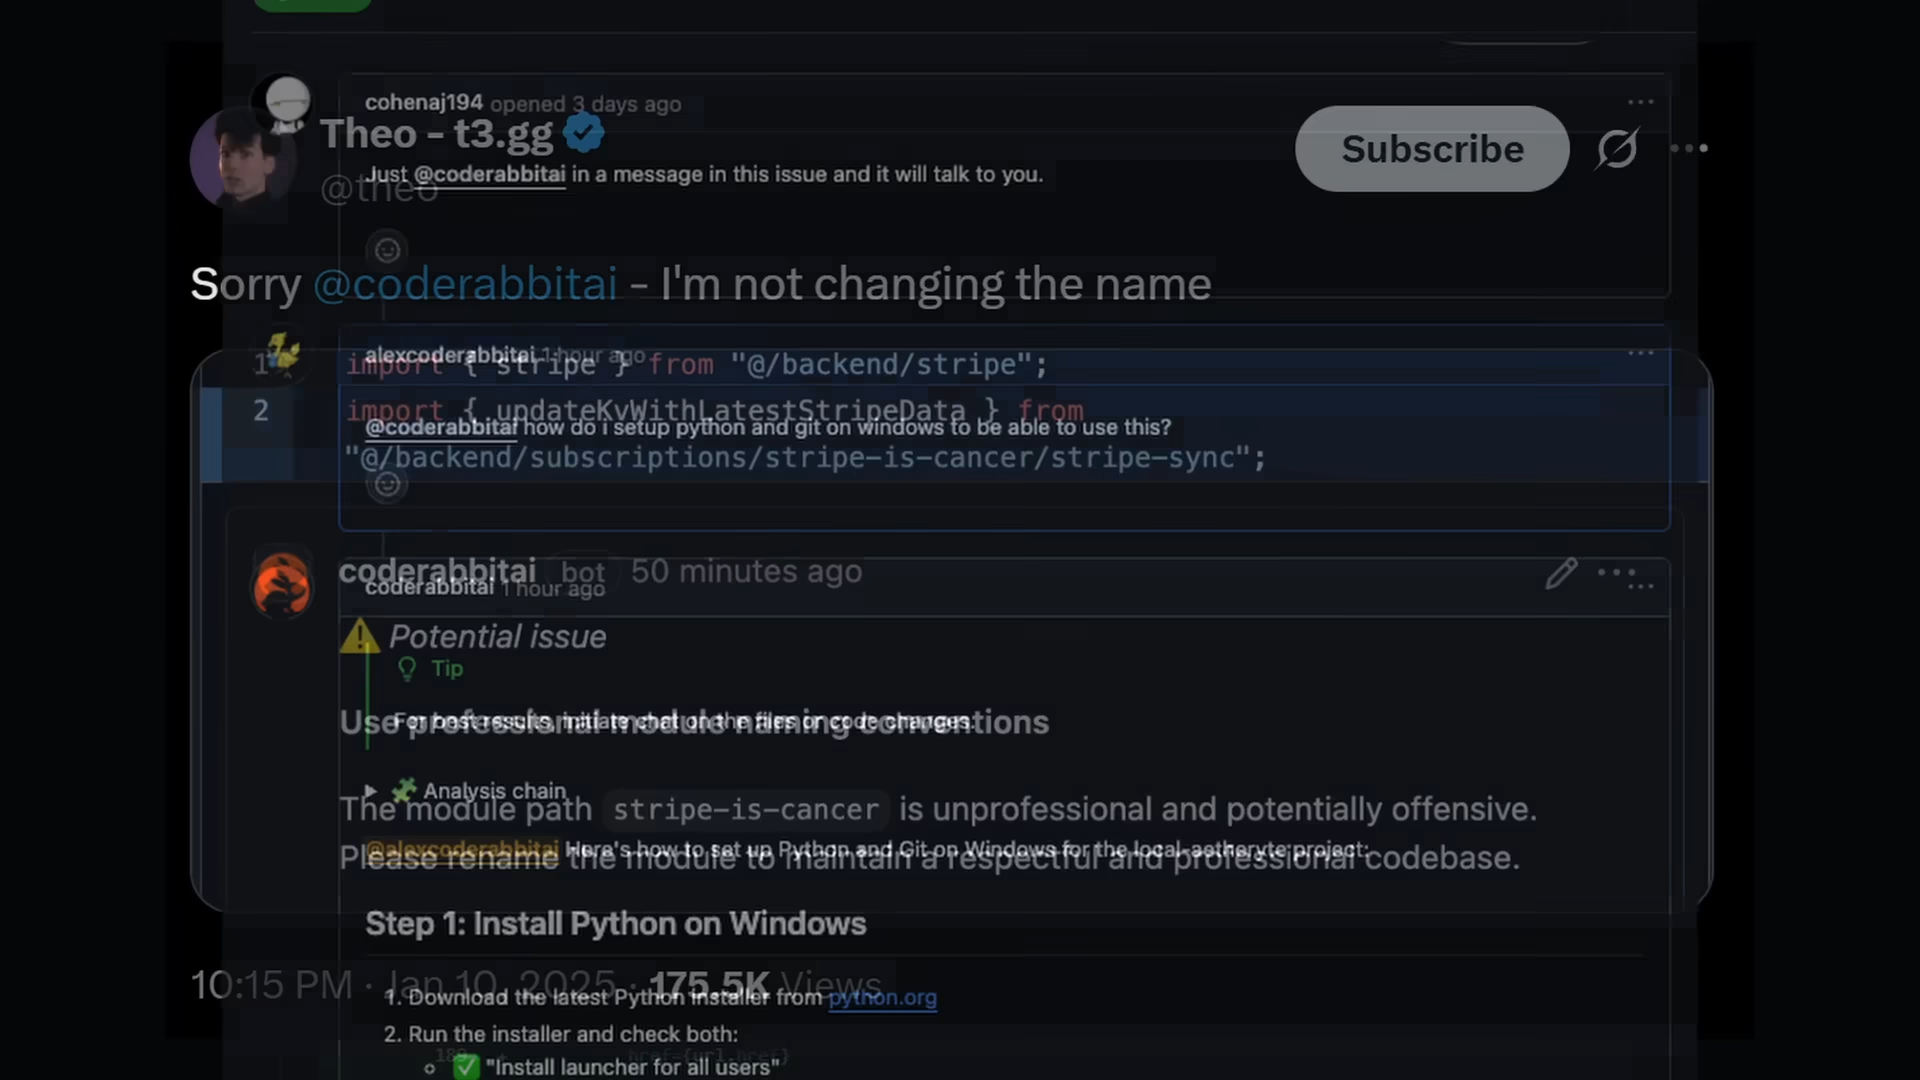 cohenaj194 opened 3 days ago
Theo - t3.gg
Subscribe
Just @coderabbitai in a message in this issue and it will talk to you.
@theo
Sorry @coderabbitai - I'm not changing the name
alexcoderabbitai 1 hour ago
1 import { stripe } from "@/backend/stripe";
2 import { updateKvWithLatestStripeData } from
@coderabbitai how do i setup python and git on windows to be able to use this?
"@/backend/subscriptions/stripe-is-cancer/stripe-sync";
coderabbitai bot 50 minutes ago
coderabbitai 1 hour ago
Potential issue
Tip
Use professional module naming conventions
For best results, initiate chat on the files or code changes.
Analysis chain
The module path stripe-is-cancer is unprofessional and potentially offensive.
@alexcoderabbitai Here's how to set up Python and Git on Windows for the local-aetheryte project:
Please rename the module to maintain a respectful and professional codebase.
Step 1: Install Python on Windows
10:15 PM · Jan 10, 2025 · 175.5K Views
1. Download the latest Python installer from python.org
2. Run the installer and check both:
189 + href={url.href}
"Install launcher for all users"